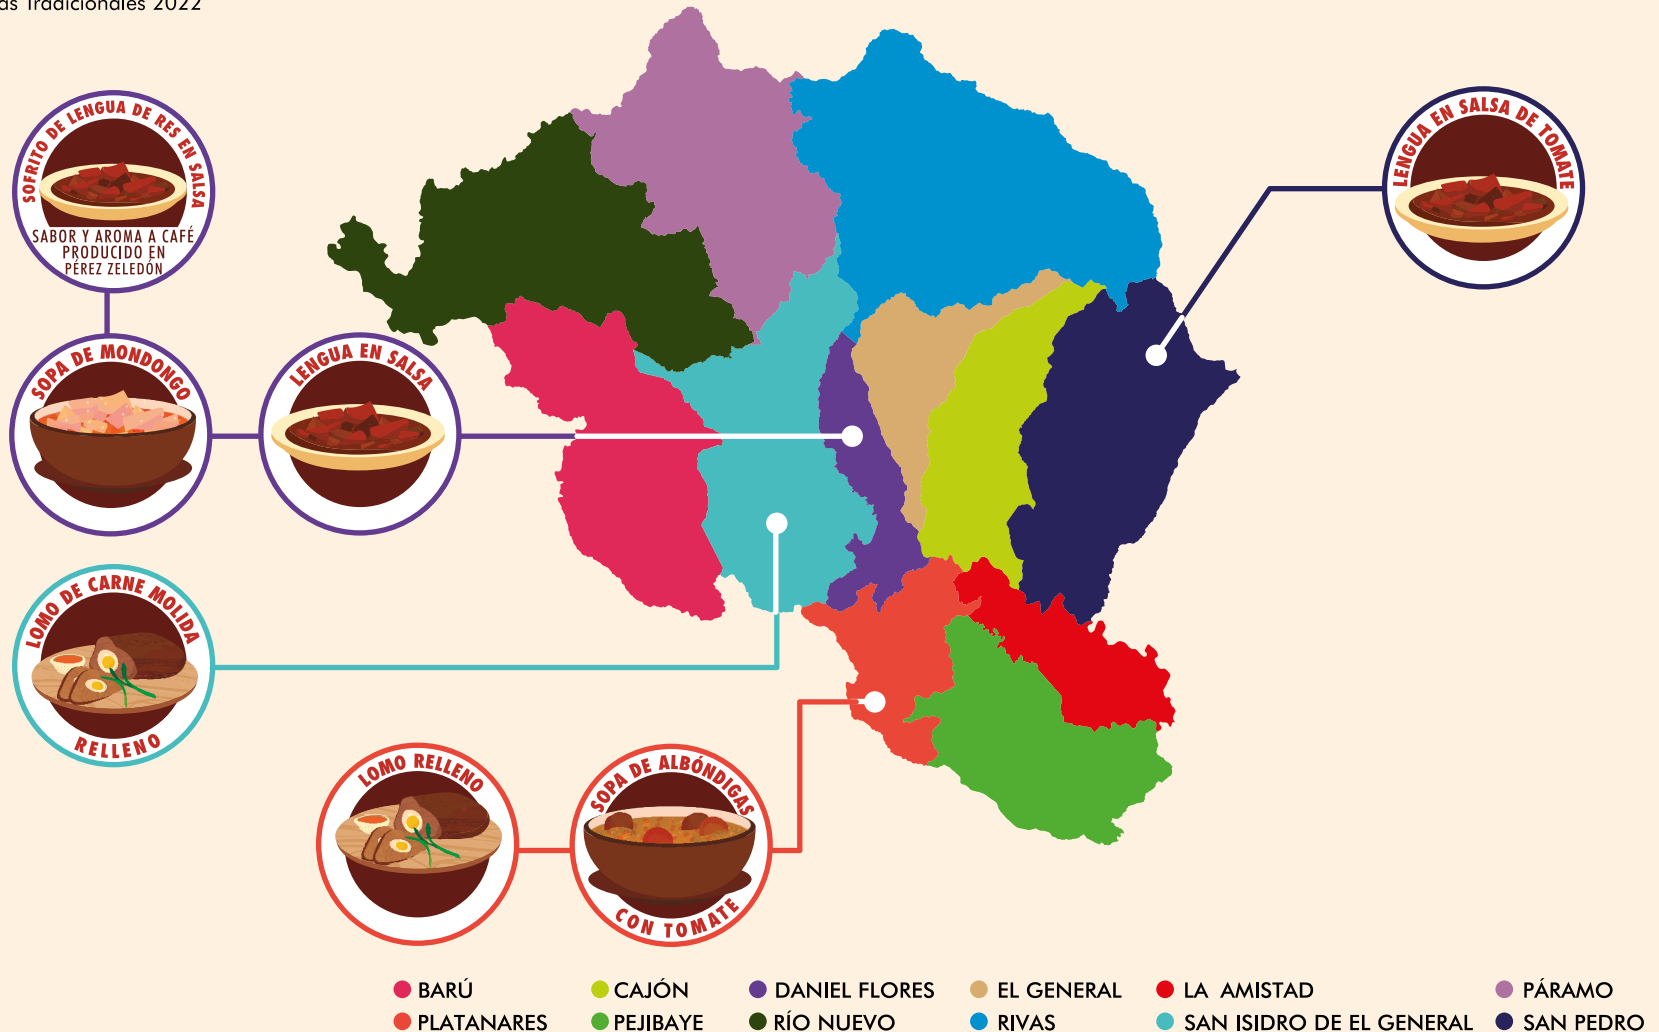 Tradicionales 2022
SOFRITO DE LENGUA DE RES EN SALSA
SABOR Y AROMA A CAFÉ
PRODUCIDO EN
PÉREZ ZELEDÓN
LENGUA EN SALSA DE TOMATE
SOPA DE MONDONGO
LENGUA EN SALSA
LOMO DE CARNE MOLIDA
RELLENO
LOMO RELLENO
SOPA DE ALBÓNDIGAS
CON TOMATE
BARÚ CAJÓN DANIEL FLORES EL GENERAL LA AMISTAD PÁRAMO
PLATANARES PEJIBAYE RÍO NUEVO RIVAS SAN ISIDRO DE EL GENERAL SAN PEDRO